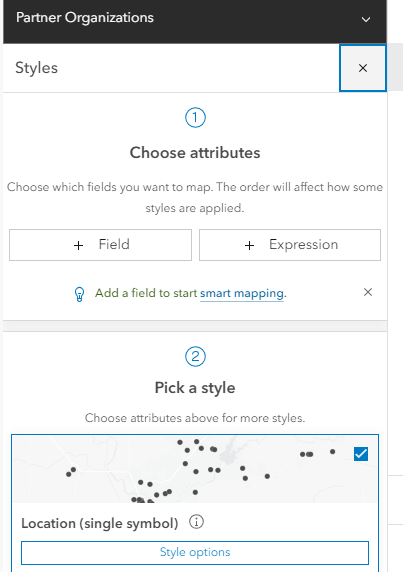 Partner Organizations
Styles
1
Choose attributes
Choose which fields you want to map. The order will affect how some
styles are applied.
+ Field
+ Expression
Add a field to start smart mapping.
2
Pick a style
Choose attributes above for more styles.
Location (single symbol)
Style options